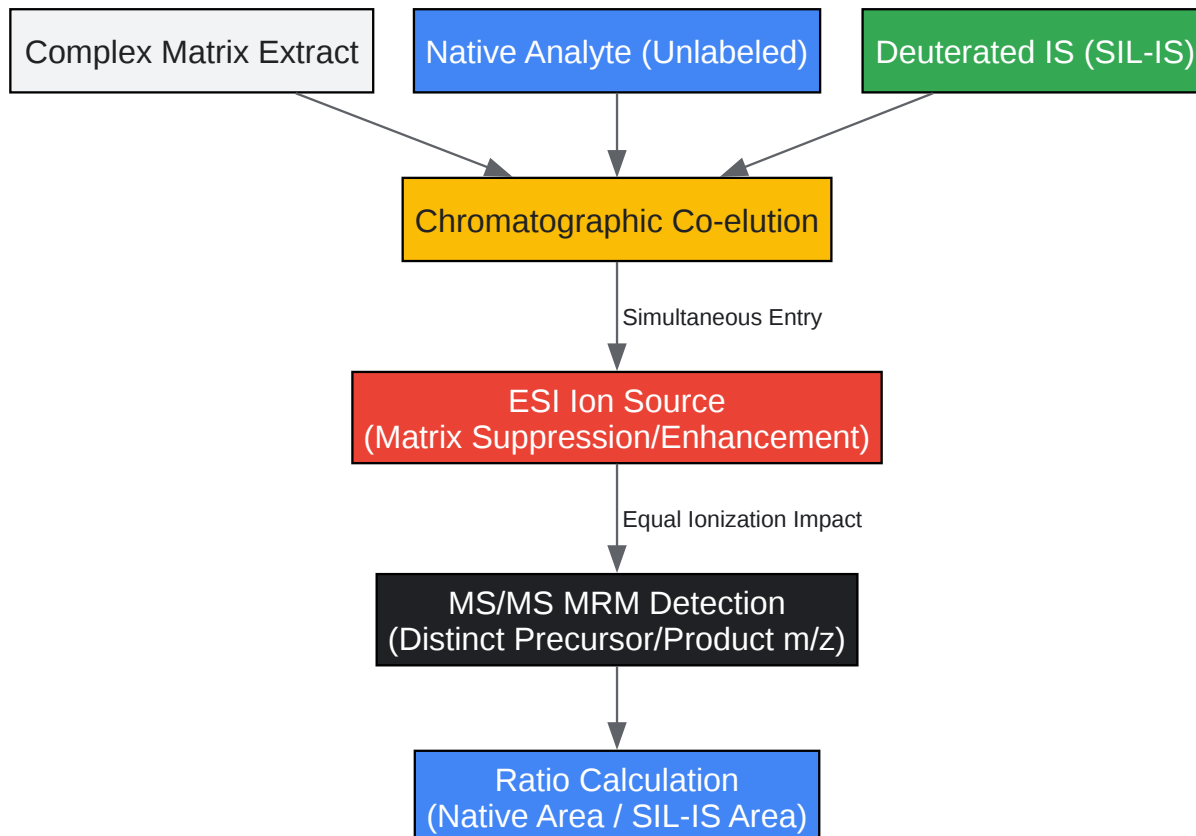 Complex Matrix Extract
Native Analyte (Unlabeled)
Deuterated IS (SIL-IS)
Chromatographic Co-elution
Simultaneous Entry
ESI Ion Source
(Matrix Suppression/Enhancement)
Equal Ionization Impact
MS/MS MRM Detection
(Distinct Precursor/Product m/z)
Ratio Calculation
(Native Area / SIL-IS Area)